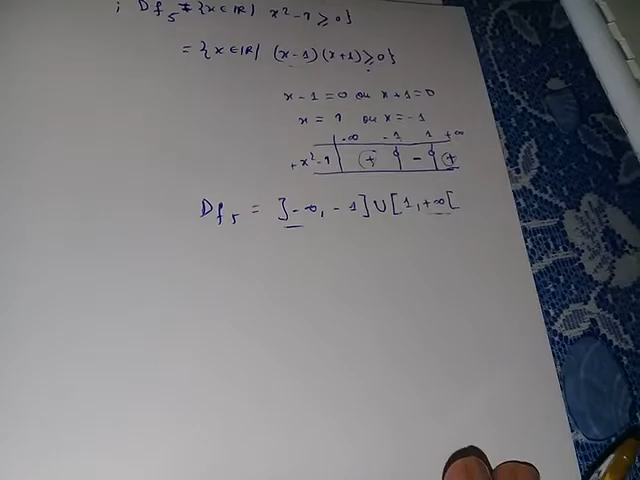 ; Df₅ = {x ∈ IR / x² - 1 ⩾ 0}
= {x ∈ IR / (x - 1)(x + 1) ⩾ 0}
x - 1 = 0 ou x + 1 = 0
x = 1 ou x = -1
-∞ -1 1 +∞
+x² - 1 + 0 - 0 +
Df₅ = ]-∞, -1] ∪ [1, +∞[